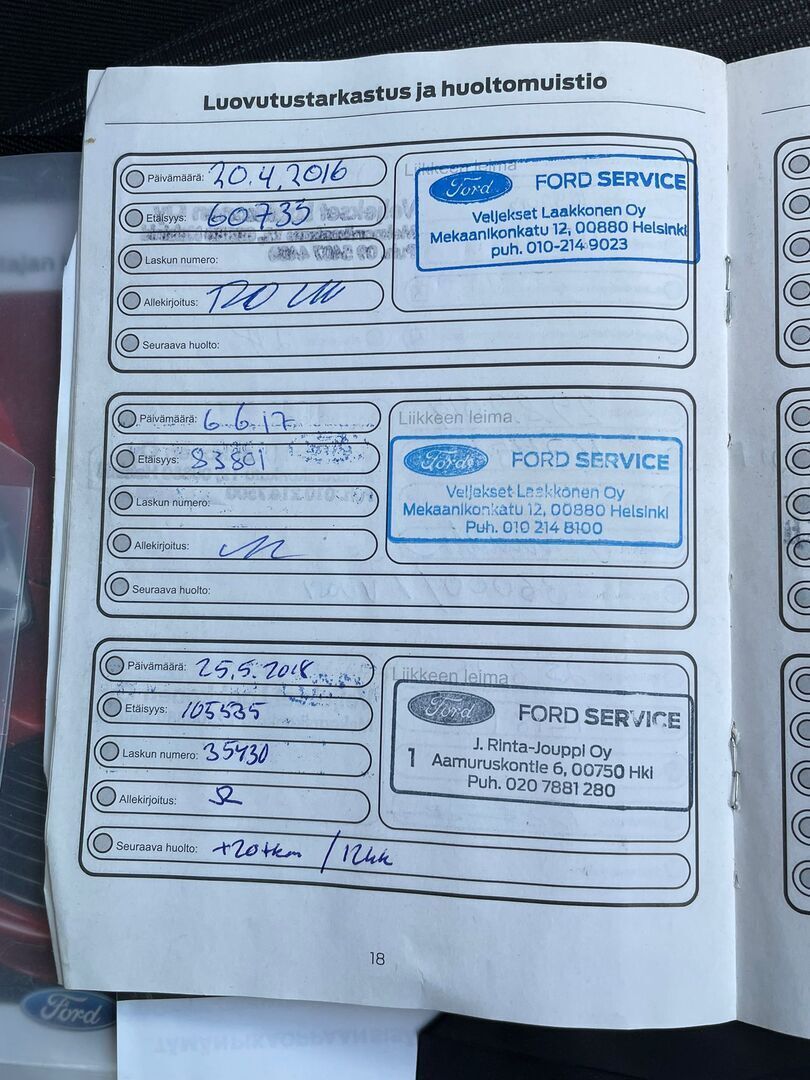 Luovutustarkastus ja huoltomuistio
Päivämäärä: 20.4.2016
Etäisyys: 60735
Laskun numero:
Allekirjoitus:
Seuraava huolto:
Liikkeen leima
Ford FORD SERVICE
Veljekset Laakkonen Oy
Mekaanikonkatu 12, 00880 Helsinki
puh. 010-214 9023
Päivämäärä: 6.6.17
Etäisyys: 83801
Laskun numero:
Allekirjoitus:
Seuraava huolto:
Liikkeen leima
Ford FORD SERVICE
Veljekset Laakkonen Oy
Mekaanikonkatu 12, 00880 Helsinki
Puh. 010 214 8100
Päivämäärä: 25.5.2018
Etäisyys: 105535
Laskun numero: 35430
Allekirjoitus:
Seuraava huolto: +20tkm / 12kk
Liikkeen leima
Ford FORD SERVICE
J. Rinta-Jouppi Oy
1 Aamuruskontie 6, 00750 Hki
Puh. 020 7881 280
18
Ford